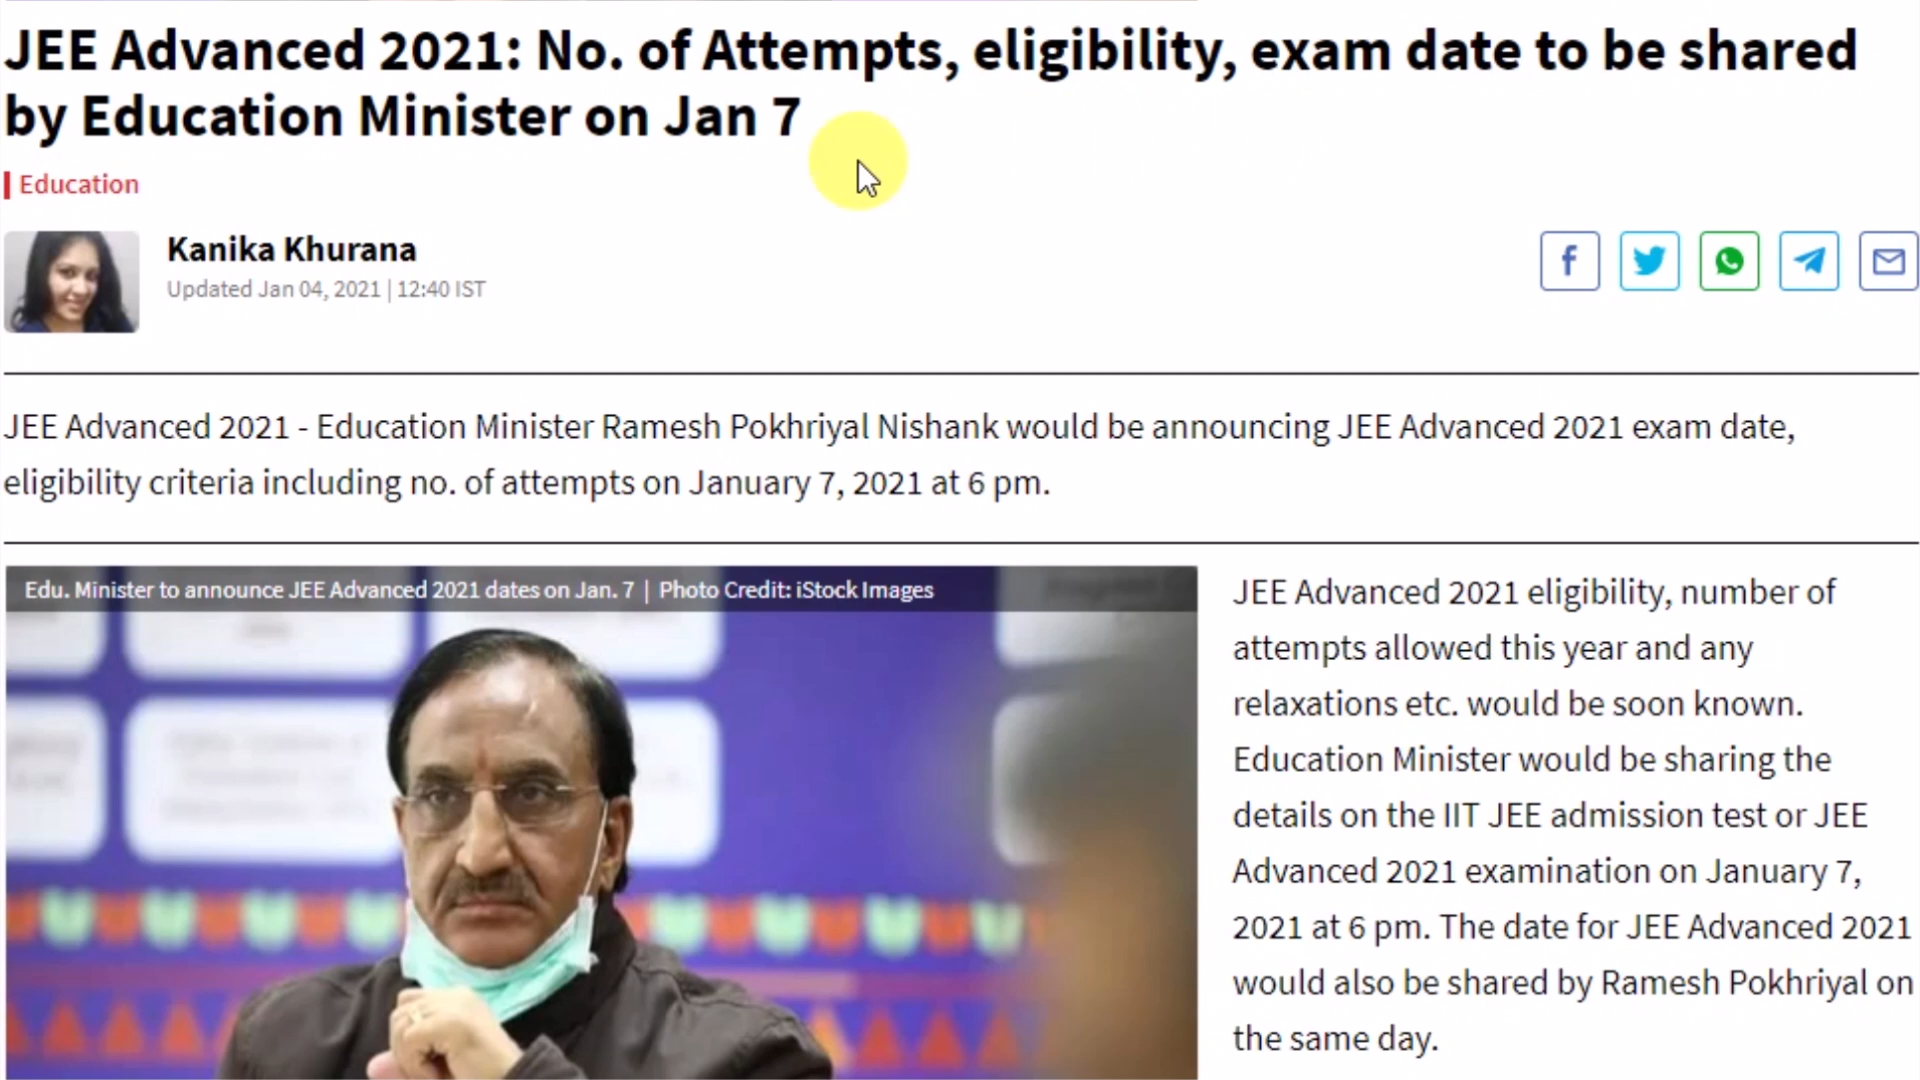 JEE Advanced 2021: No. of Attempts, eligibility, exam date to be shared
by Education Minister on Jan 7
Education
Kanika Khurana
Updated Jan 04, 2021 | 12:40 IST
JEE Advanced 2021 - Education Minister Ramesh Pokhriyal Nishank would be announcing JEE Advanced 2021 exam date,
eligibility criteria including no. of attempts on January 7, 2021 at 6 pm.
Edu. Minister to announce JEE Advanced 2021 dates on Jan. 7 | Photo Credit: iStock Images
JEE Advanced 2021 eligibility, number of
attempts allowed this year and any
relaxations etc. would be soon known.
Education Minister would be sharing the
details on the IIT JEE admission test or JEE
Advanced 2021 examination on January 7,
2021 at 6 pm. The date for JEE Advanced 2021
would also be shared by Ramesh Pokhriyal on
the same day.